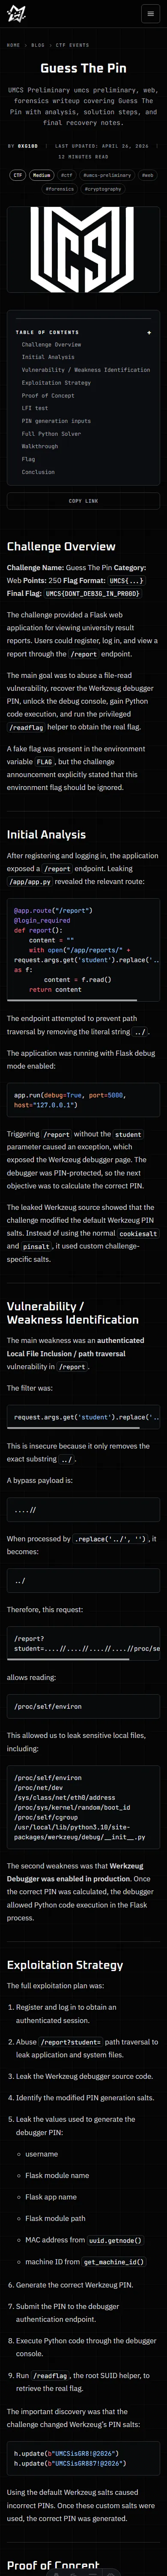 HOME > BLOG > CTF EVENTS
Guess The Pin
UMCS Preliminary umcs preliminary, web,
forensics writeup covering Guess The
Pin with analysis, solution steps, and
final recovery notes.
BY 0XG10D | LAST UPDATED: APRIL 26, 2026 |
12 MINUTES READ
CTF Medium #ctf #umcs-preliminary #web
#forensics #cryptography
TABLE OF CONTENTS +
Challenge Overview
Initial Analysis
Vulnerability / Weakness Identification
Exploitation Strategy
Proof of Concept
LFI test
PIN generation inputs
Full Python Solver
Walkthrough
Flag
Conclusion
COPY LINK
Challenge Overview
Challenge Name: Guess The Pin Category:
Web Points: 250 Flag Format: UMCS{...}
Final Flag: UMCS{DONT_DEB3G_IN_PR00D}
The challenge provided a Flask web
application for viewing university result
reports. Users could register, log in, and view a
report through the /report endpoint.
The main goal was to abuse a file-read
vulnerability, recover the Werkzeug debugger
PIN, unlock the debug console, gain Python
code execution, and run the privileged
/readflag helper to obtain the real flag.
A fake flag was present in the environment
variable FLAG, but the challenge
announcement explicitly stated that this
environment flag should be ignored.
Initial Analysis
After registering and logging in, the application
exposed a /report endpoint. Leaking
/app/app.py revealed the relevant route:
@app.route("/report")
@login_required
def report():
content = ""
with open("/app/reports/" +
request.args.get('student').replace('..
as f:
content = f.read()
return content
The endpoint attempted to prevent path
traversal by removing the literal string ../.
The application was running with Flask debug
mode enabled:
app.run(debug=True, port=5000,
host="127.0.0.1")
Triggering /report without the student
parameter caused an exception, which
exposed the Werkzeug debugger page. The
debugger was PIN-protected, so the next
objective was to calculate the correct PIN.
The leaked Werkzeug source showed that the
challenge modified the default Werkzeug PIN
salts. Instead of using the normal cookiesalt
and pinsalt, it used custom challenge-
specific salts.
Vulnerability /
Weakness Identification
The main weakness was an authenticated
Local File Inclusion / path traversal
vulnerability in /report.
The filter was:
request.args.get('student').replace('..
This is insecure because it only removes the
exact substring ../.
A bypass payload is:
....//
When processed by .replace('../', ''), it
becomes:
../
Therefore, this request:
/report?
student=....//....//....//....//proc/se
allows reading:
/proc/self/environ
This allowed us to leak sensitive local files,
including:
/proc/self/environ
/proc/net/dev
/sys/class/net/eth0/address
/proc/sys/kernel/random/boot_id
/proc/self/cgroup
/usr/local/lib/python3.10/site-
packages/werkzeug/debug/__init__.py
The second weakness was that Werkzeug
Debugger was enabled in production. Once
the correct PIN was calculated, the debugger
allowed Python code execution in the Flask
process.
Exploitation Strategy
The full exploitation plan was:
1. Register and log in to obtain an
authenticated session.
2. Abuse /report?student= path traversal to
leak application and system files.
3. Leak the Werkzeug debugger source code.
4. Identify the modified PIN generation salts.
5. Leak the values used to generate the
debugger PIN:
username
Flask module name
Flask app name
Flask module path
MAC address from uuid.getnode()
machine ID from get_machine_id()
6. Generate the correct Werkzeug PIN.
7. Submit the PIN to the debugger
authentication endpoint.
8. Execute Python code through the debugger
console.
9. Run /readflag, the root SUID helper, to
retrieve the real flag.
The important discovery was that the
challenge changed Werkzeug's PIN salts:
h.update(b"UMCSisGR8!@2026")
h.update(b"UMCSisGR887!@2026")
Using the default Werkzeug salts caused
incorrect PINs. Once these custom salts were
used, the correct PIN was generated.
Proof of Concept